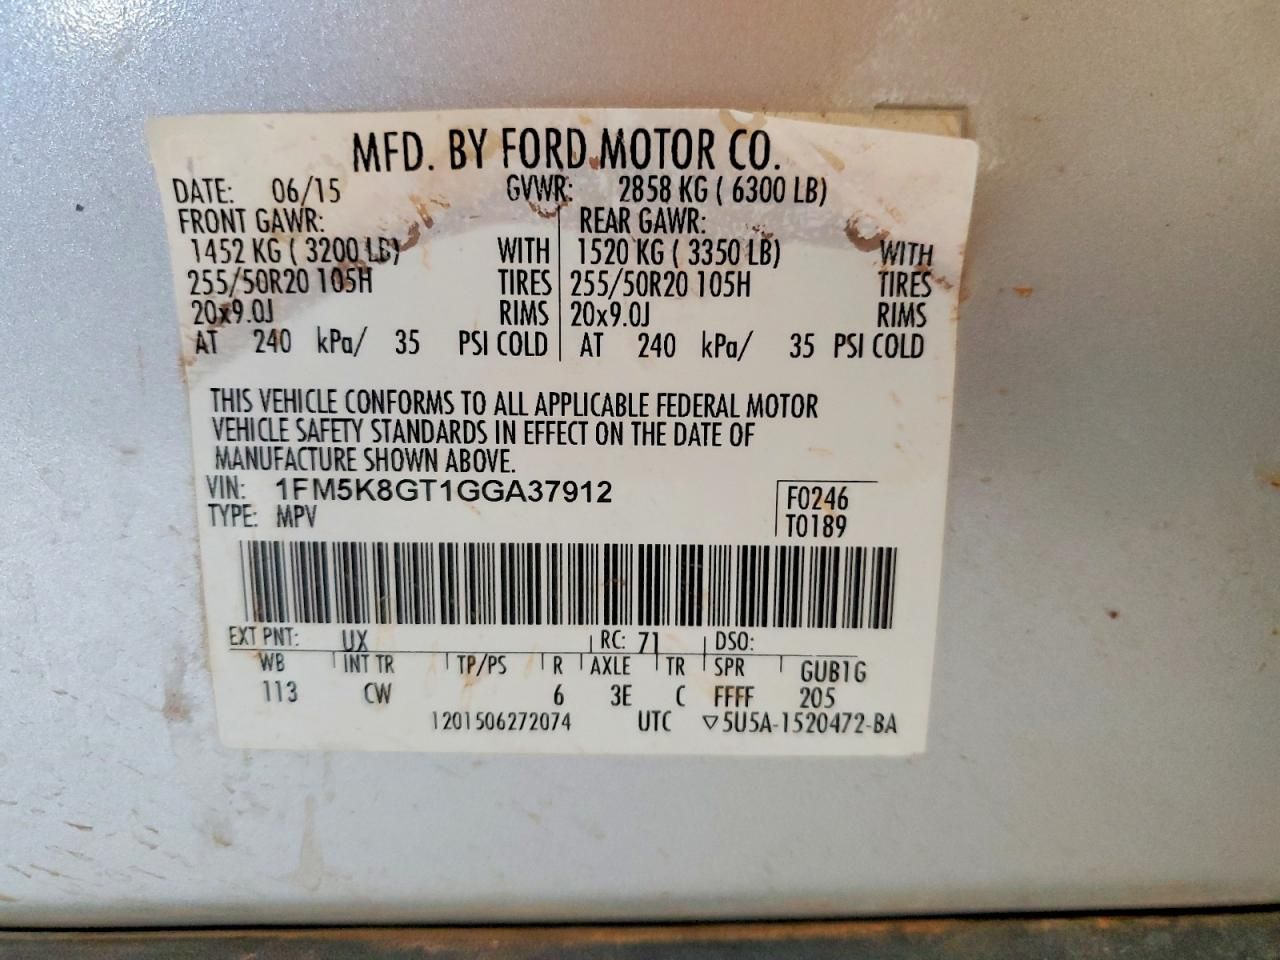 MFD. BY FORD MOTOR CO.
DATE: 06/15 GVWR: 2858 KG ( 6300 LB)
FRONT GAWR: REAR GAWR:
1452 KG ( 3200 LB) WITH 1520 KG ( 3350 LB) WITH
255/50R20 105H TIRES 255/50R20 105H TIRES
20x9.0J RIMS 20x9.0J RIMS
AT 240 kPa/ 35 PSI COLD AT 240 kPa/ 35 PSI COLD
THIS VEHICLE CONFORMS TO ALL APPLICABLE FEDERAL MOTOR
VEHICLE SAFETY STANDARDS IN EFFECT ON THE DATE OF
MANUFACTURE SHOWN ABOVE.
VIN: 1FM5K8GT1GGA37912 F0246
TYPE: MPV T0189
EXT PNT: UX RC: 71 DSO:
WB INT TR TP/PS R AXLE TR SPR GUB1G
113 CW 6 3E C FFFF 205
1201506272074 UTC ▽5U5A-1520472-BA